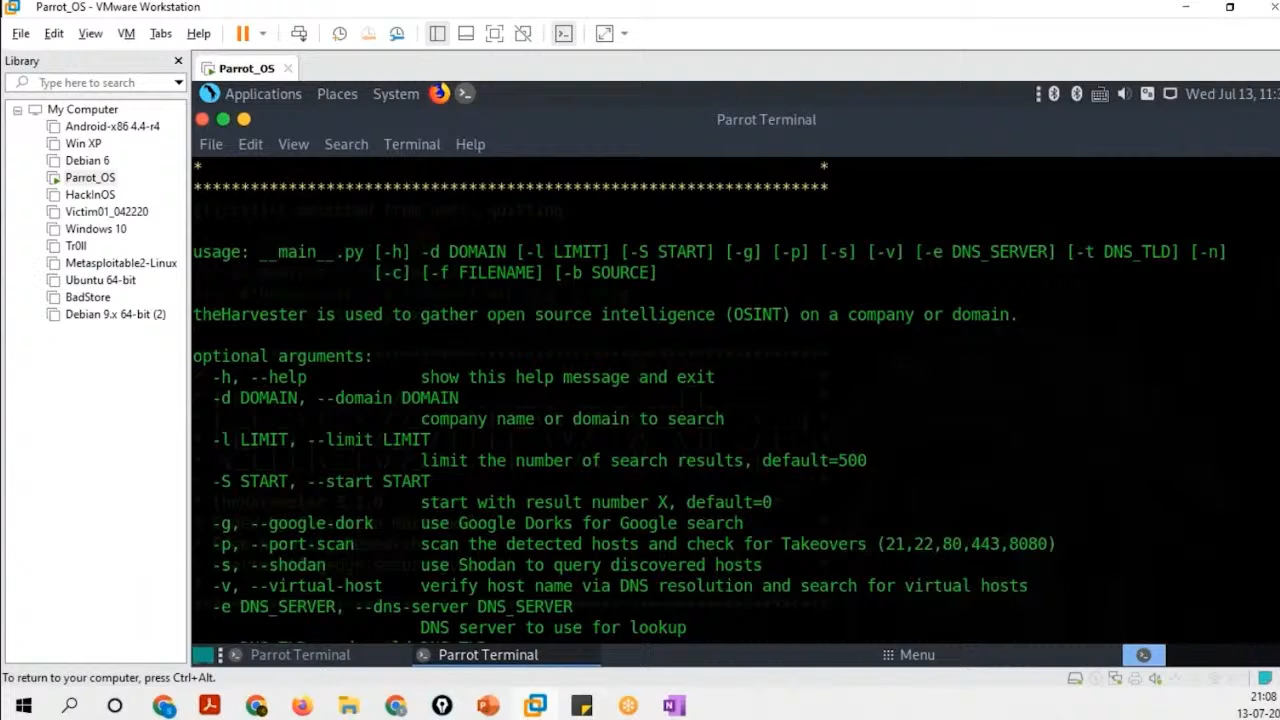 Parrot_OS - VMware Workstation
File Edit View VM Tabs Help
Library
Type here to search
My Computer
Android-x86 4.4-r4
Win XP
Debian 6
Parrot_OS
HackInOS
Victim01_042220
Windows 10
Tr0ll
Metasploitable2-Linux
Ubuntu 64-bit
BadStore
Debian 9.x 64-bit (2)
Parrot_OS
Applications Places System Wed Jul 13, 11:3
Parrot Terminal
File Edit View Search Terminal Help
* *
*******************************************************************
usage: __main__.py [-h] -d DOMAIN [-l LIMIT] [-S START] [-g] [-p] [-s] [-v] [-e DNS_SERVER] [-t DNS_TLD] [-n]
[-c] [-f FILENAME] [-b SOURCE]
theHarvester is used to gather open source intelligence (OSINT) on a company or domain.
optional arguments:
-h, --help show this help message and exit
-d DOMAIN, --domain DOMAIN
company name or domain to search
-l LIMIT, --limit LIMIT
limit the number of search results, default=500
-S START, --start START
start with result number X, default=0
-g, --google-dork use Google Dorks for Google search
-p, --port-scan scan the detected hosts and check for Takeovers (21,22,80,443,8080)
-s, --shodan use Shodan to query discovered hosts
-v, --virtual-host verify host name via DNS resolution and search for virtual hosts
-e DNS_SERVER, --dns-server DNS_SERVER
DNS server to use for lookup
Parrot Terminal Parrot Terminal Menu
To return to your computer, press Ctrl+Alt.
21:08
13-07-20